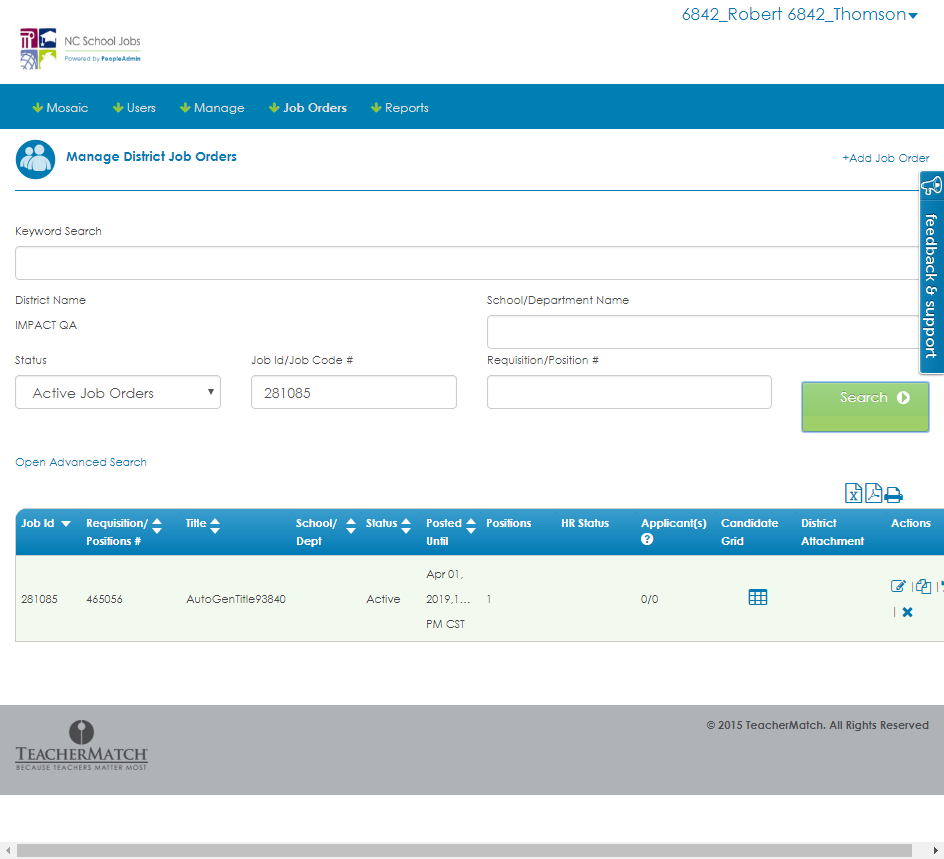 6842_Robert 6842_Thomson
NC School Jobs
Powered by PeopleAdmin
Mosaic Users Manage Job Orders Reports
Manage District Job Orders
+Add Job Order
feedback & support
Keyword Search
District Name School/Department Name
IMPACT QA
Status Job Id/Job Code # Requisition/Position #
Active Job Orders 281085
Search
Open Advanced Search
Job Id Requisition/ Title School/ Status Posted Positions HR Status Applicant(s) Candidate District Actions
Positions # Dept Until ? Grid Attachment
Apr 01,
281085 465056 AutoGenTitle93840 Active 2019,1... 1 0/0
PM CST
© 2015 TeacherMatch. All Rights Reserved
TEACHERMATCH
BECAUSE TEACHERS MATTER MOST